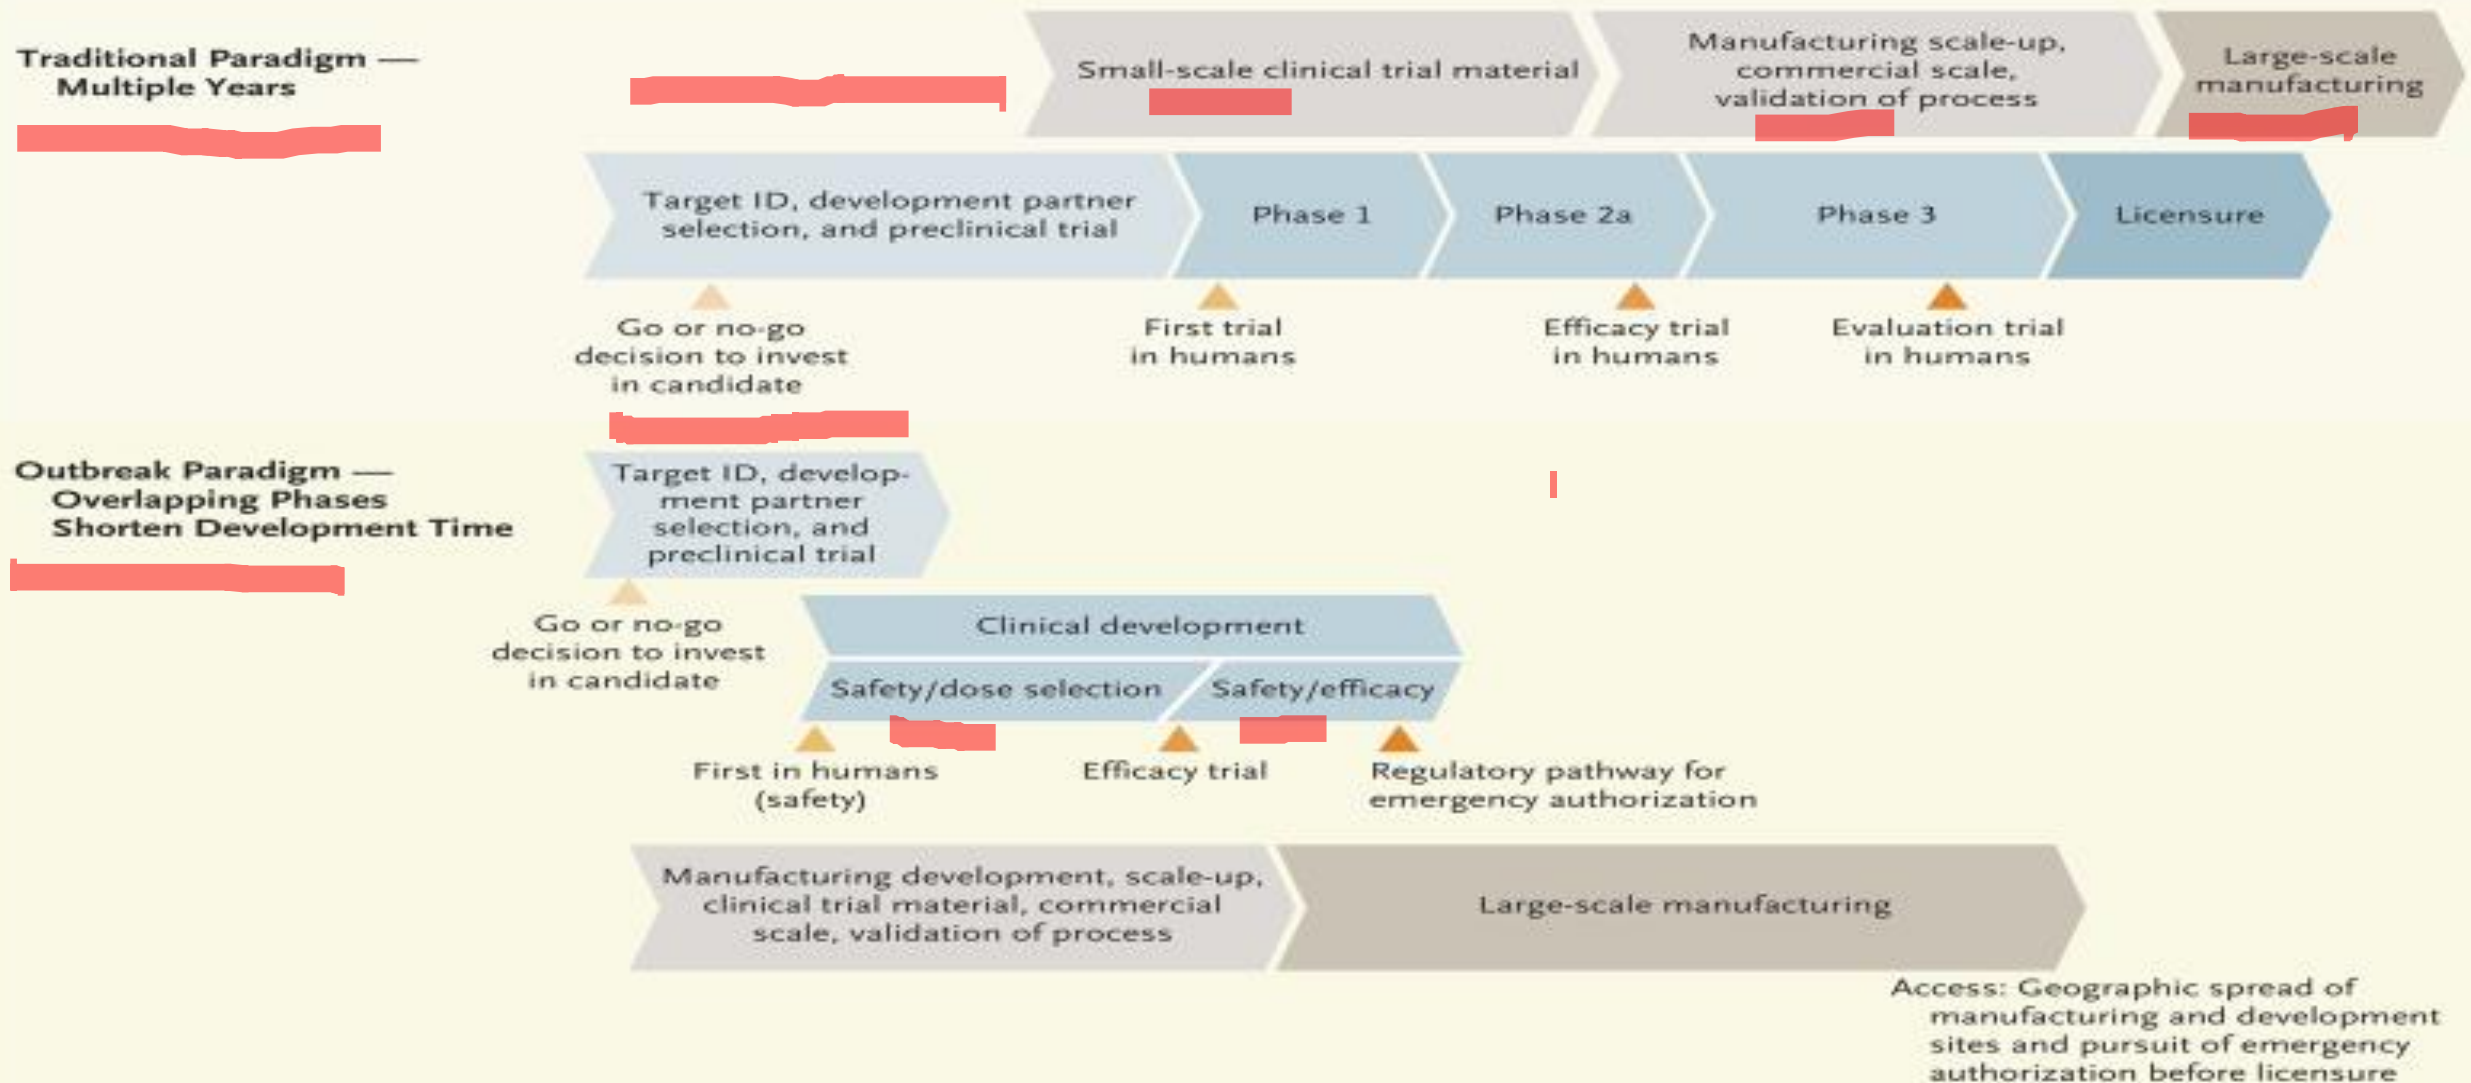 Traditional Paradigm —
Multiple Years
Small-scale clinical trial material
Manufacturing scale-up,
commercial scale,
validation of process
Large-scale
manufacturing
Target ID, development partner
selection, and preclinical trial
Phase 1
Phase 2a
Phase 3
Licensure
Go or no-go
decision to invest
in candidate
First trial
in humans
Efficacy trial
in humans
Evaluation trial
in humans
Outbreak Paradigm —
Overlapping Phases
Shorten Development Time
Target ID, develop-
ment partner
selection, and
preclinical trial
Go or no-go
decision to invest
in candidate
Clinical development
Safety/dose selection
Safety/efficacy
First in humans
(safety)
Efficacy trial
Regulatory pathway for
emergency authorization
Manufacturing development, scale-up,
clinical trial material, commercial
scale, validation of process
Large-scale manufacturing
Access: Geographic spread of
manufacturing and development
sites and pursuit of emergency
authorization before licensure